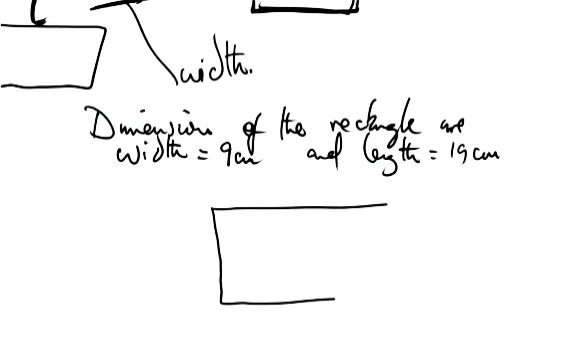 width.
Dimension of the rectangle are
width = 9cm and length = 19cm